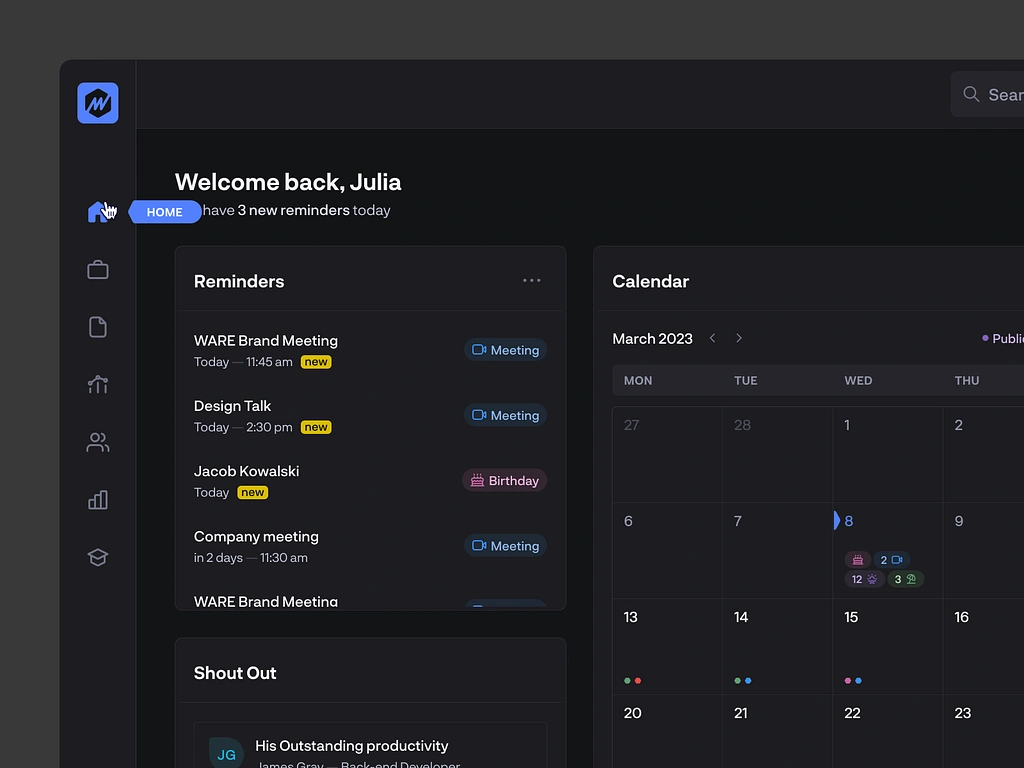 Sear
Welcome back, Julia
HOME
have 3 new reminders today
Reminders
WARE Brand Meeting
Today — 11:45 am new
Meeting
Design Talk
Today — 2:30 pm new
Meeting
Jacob Kowalski
Today new
Birthday
Company meeting
in 2 days — 11:30 am
Meeting
WARE Brand Meeting
Shout Out
JG
His Outstanding productivity
James Gray — Back-end Developer
Calendar
March 2023
Public
MON TUE WED THU
27 28 1 2
6 7 8 9
2
12 3
13 14 15 16
20 21 22 23